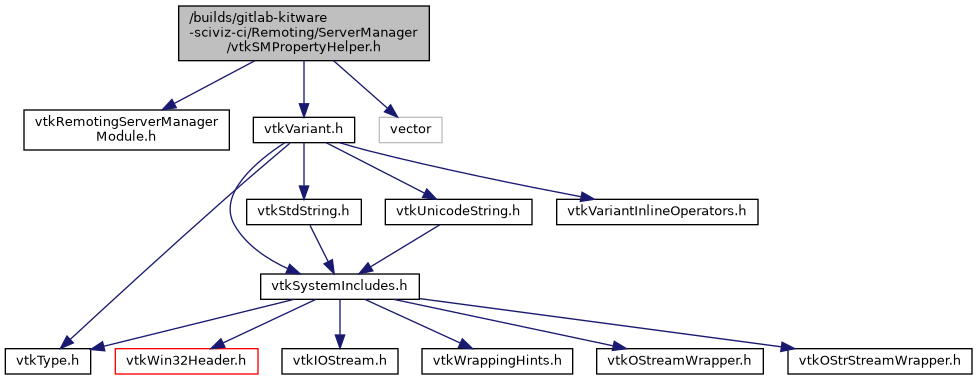 /builds/gitlab-kitware
-sciviz-ci/Remoting/ServerManager
/vtkSMPropertyHelper.h
vtkRemotingServerManager
Module.h
vtkVariant.h
vector
vtkStdString.h
vtkUnicodeString.h
vtkVariantInlineOperators.h
vtkSystemIncludes.h
vtkType.h
vtkWin32Header.h
vtkIOStream.h
vtkWrappingHints.h
vtkOStreamWrapper.h
vtkOStrStreamWrapper.h